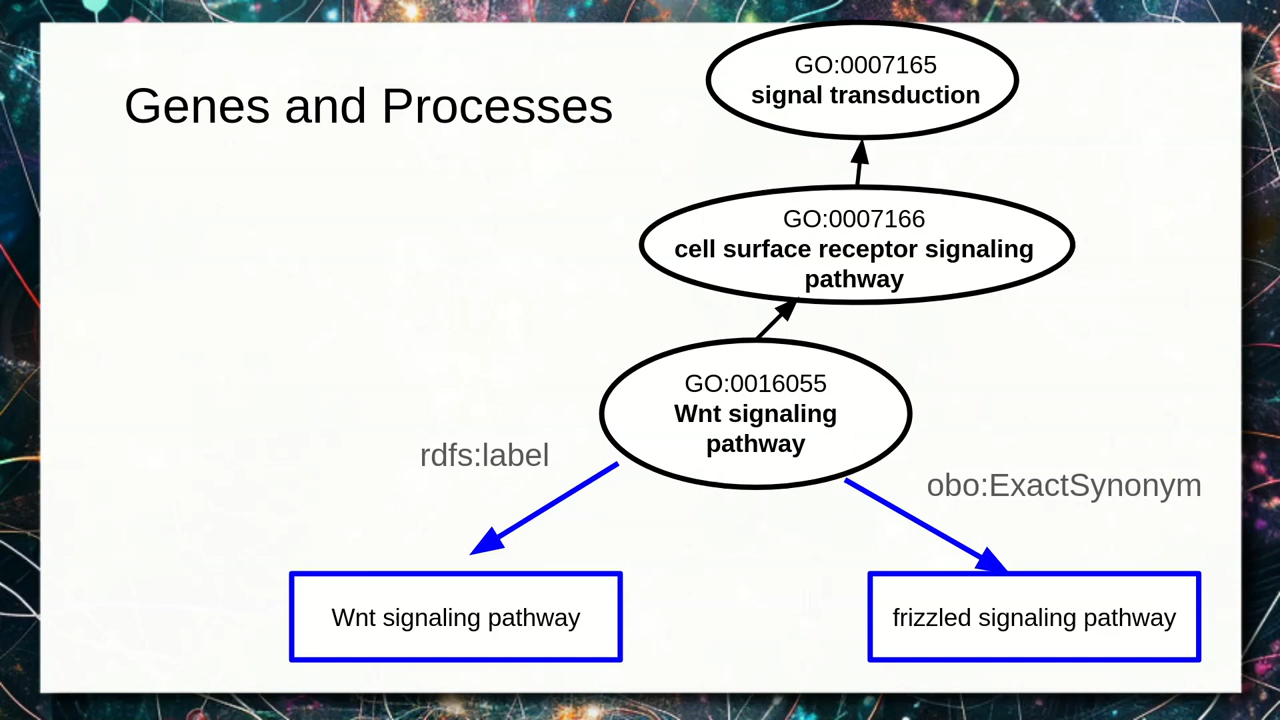 GO:0007165
signal transduction
Genes and Processes
GO:0007166
cell surface receptor signaling
pathway
GO:0016055
Wnt signaling
pathway
rdfs:label
obo:ExactSynonym
Wnt signaling pathway
frizzled signaling pathway